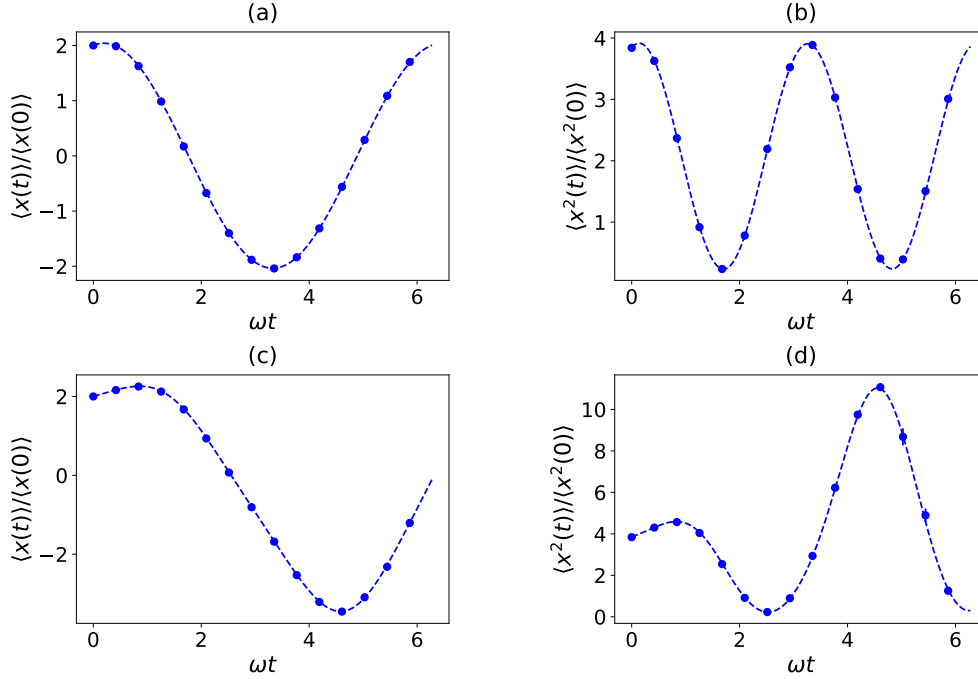 (a)
2
1
0
−1
−2
⟨x(t)⟩/⟨x(0)⟩
0 2 4 6
ωt
(b)
4
3
2
1
⟨x²(t)⟩/⟨x²(0)⟩
0 2 4 6
ωt
(c)
2
0
−2
⟨x(t)⟩/⟨x(0)⟩
0 2 4 6
ωt
(d)
10
8
6
4
2
0
⟨x²(t)⟩/⟨x²(0)⟩
0 2 4 6
ωt